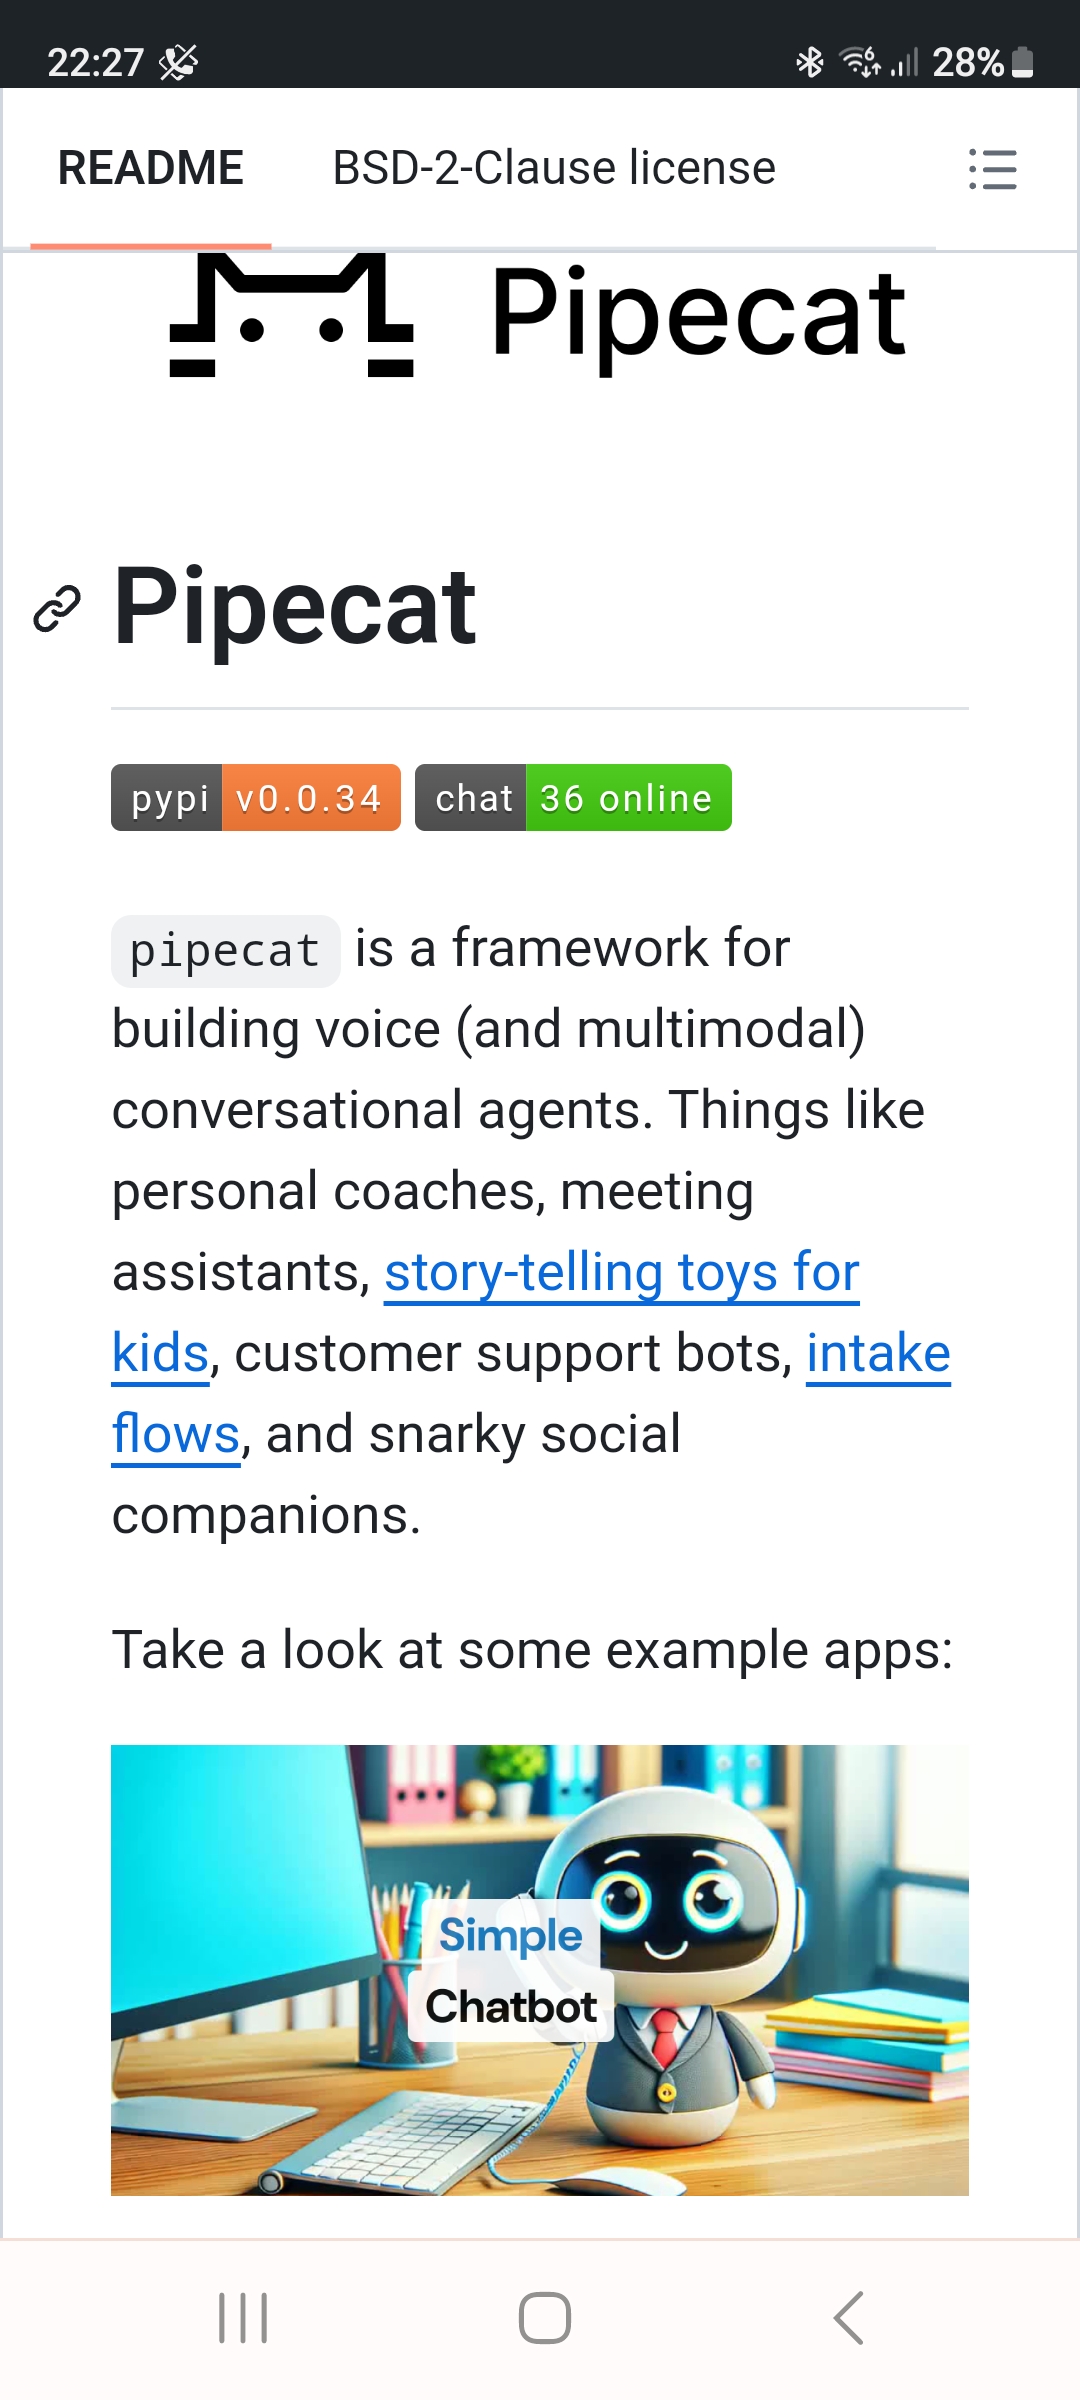 22:27
28%
README
BSD-2-Clause license
Pipecat
Pipecat
pypi v0.0.34 chat 36 online
pipecat is a framework for
building voice (and multimodal)
conversational agents. Things like
personal coaches, meeting
assistants, story-telling toys for
kids, customer support bots, intake
flows, and snarky social
companions.
Take a look at some example apps:
Simple
Chatbot